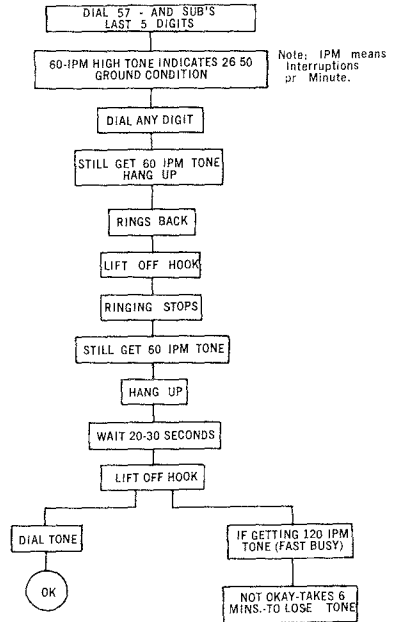 DIAL 57 - AND SUB'S
LAST 5 DIGITS
60-IPM HIGH TONE INDICATES 26 50
GROUND CONDITION
Note; IPM means
Interruptions
pr Minute.
DIAL ANY DIGIT
STILL GET 60 IPM TONE
HANG UP
RINGS BACK
LIFT OFF HOOK
RINGING STOPS
STILL GET 60 IPM TONE
HANG UP
WAIT 20-30 SECONDS
LIFT OFF HOOK
DIAL TONE
IF GETTING 120 IPM
TONE (FAST BUSY)
OK
NOT OKAY-TAKES 6
MINS.-TO LOSE TONE